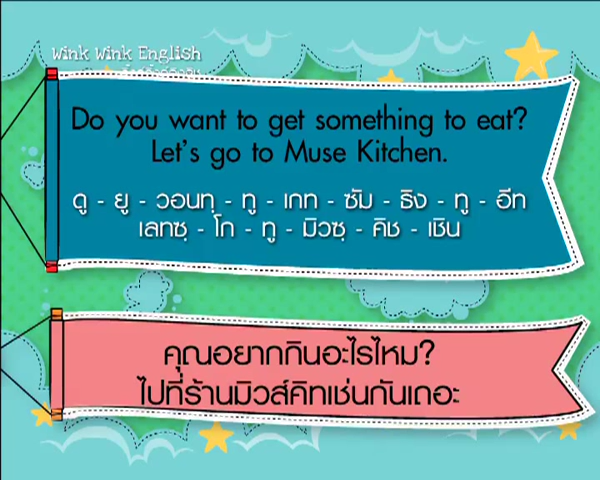 Wink Wink English
Do you want to get something to eat?
Let's go to Muse Kitchen.
ดู - ยู - วอนทฺ - ทู - เกท - ซัม - ธิง - ทู - อีท
เลทซฺ - โก - ทู - มิวซฺ - คิช - เชิน
คุณอยากกินอะไรไหม?
ไปที่ร้านมิวส์คิทเช่นกันเถอะ